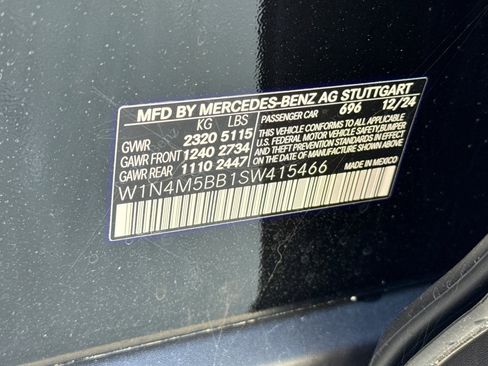 MFD BY MERCEDES-BENZ AG STUTTGART
KG LBS PASSENGER CAR 696 12/24
GVWR 2320 5115
GAWR FRONT 1240 2734
GAWR REAR 1110 2447
THIS VEHICLE CONFORMS TO ALL APPLICABLE
U.S. FEDERAL MOTOR VEHICLE SAFETY,BUMPER
AND THEFT PREVENTION STANDARDS IN EFFECT
ON THE DATE OF MANUFACTURE SHOWN ABOVE.
W1N4M5BB1SW415466
MADE IN MEXICO